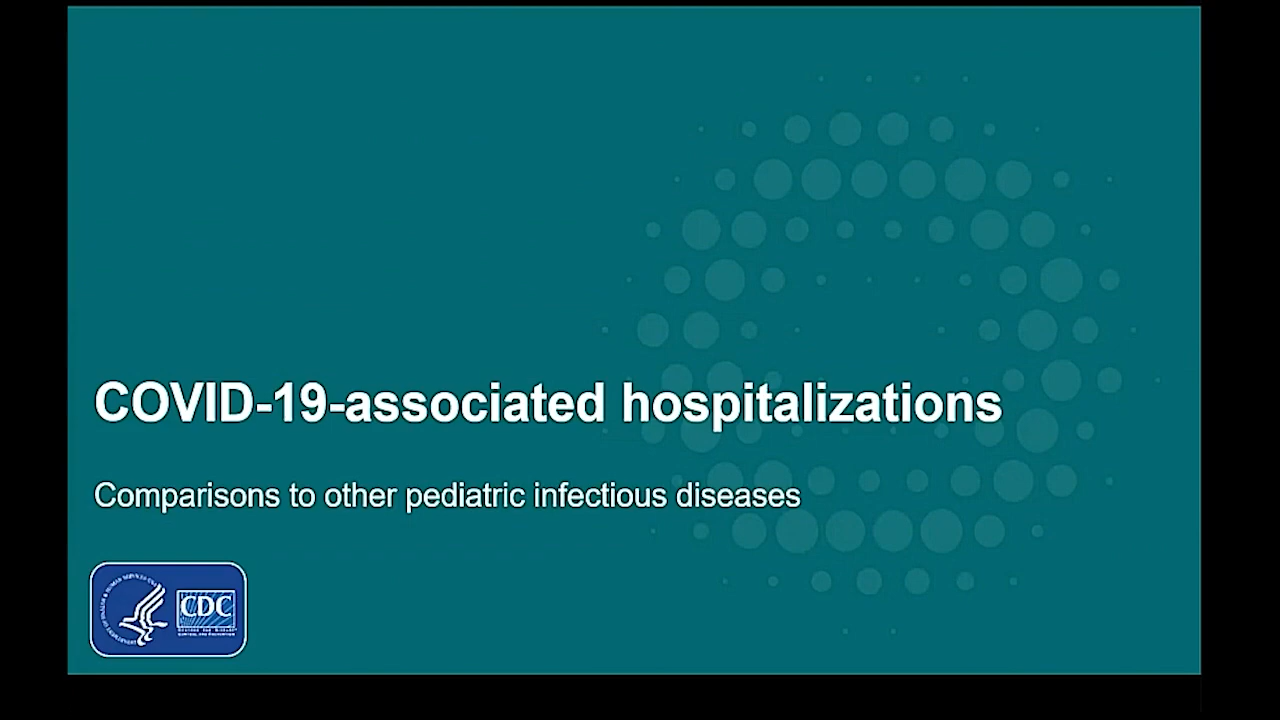 COVID-19-associated hospitalizations
Comparisons to other pediatric infectious diseases
CDC